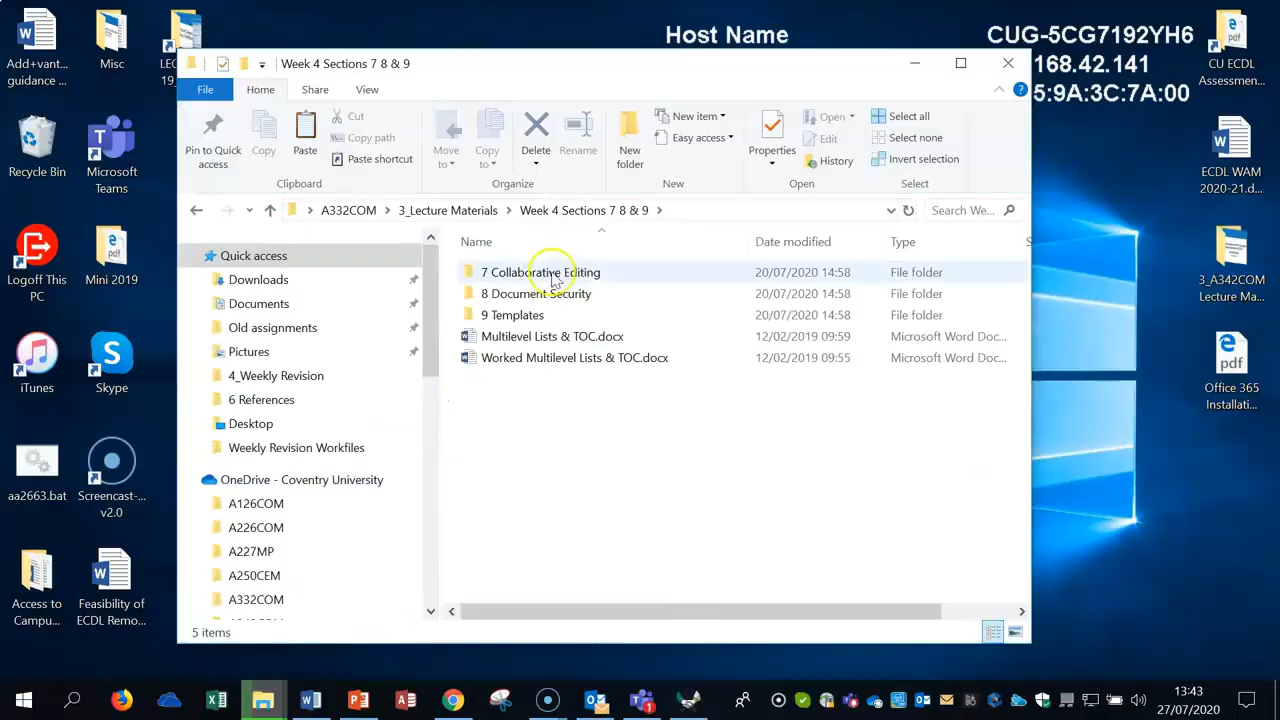 Host Name
CUG-5CG7192YH6
168.42.141
5:9A:3C:7A:00
Add+vant...
guidance ...
Misc
19_
CU ECDL
Assessmen...
Recycle Bin
Microsoft
Teams
ECDL WAM
2020-21.d...
Logoff This
PC
Mini 2019
3_A342COM
Lecture Ma...
iTunes
Skype
Office 365
Installati...
aa2663.bat
Screencast-...
v2.0
Access to
Campu...
Feasibility of
ECDL Remo...
Week 4 Sections 7 8 & 9
File
Home
Share
View
Pin to Quick
access
Copy
Paste
Cut
Copy path
Paste shortcut
Clipboard
Move
to
Copy
to
Delete
Rename
Organize
New
folder
New item
Easy access
New
Properties
Open
Edit
History
Open
Select all
Select none
Invert selection
Select
A332COM > 3_Lecture Materials > Week 4 Sections 7 8 & 9 >
Search We...
Name Date modified Type
7 Collaborative Editing 20/07/2020 14:58 File folder
8 Document Security 20/07/2020 14:58 File folder
9 Templates 20/07/2020 14:58 File folder
Multilevel Lists & TOC.docx 12/02/2019 09:59 Microsoft Word Doc...
Worked Multilevel Lists & TOC.docx 12/02/2019 09:55 Microsoft Word Doc...
Quick access
Downloads
Documents
Old assignments
Pictures
4_Weekly Revision
6 References
Desktop
Weekly Revision Workfiles
OneDrive - Coventry University
A126COM
A226COM
A227MP
A250CEM
A332COM
5 items
13:43
27/07/2020